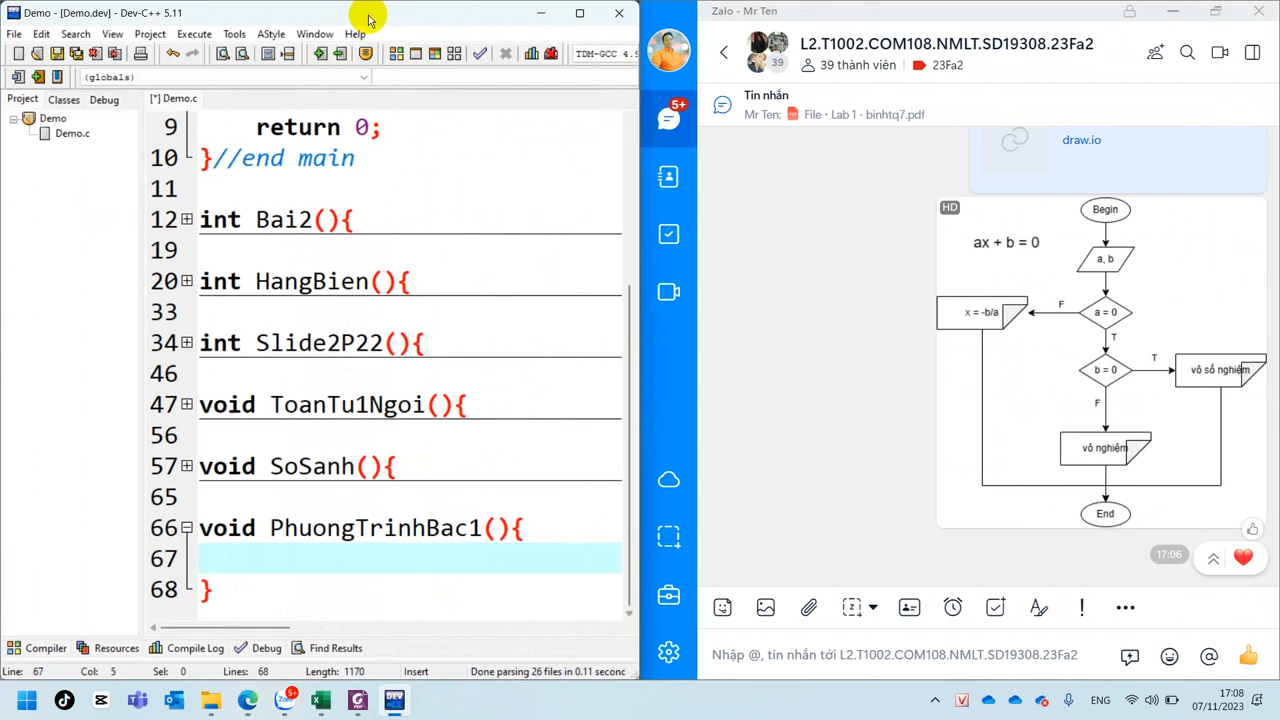 Demo - [Demo.dev] - Dev-C++ 5.11
File Edit Search View Project Execute Tools AStyle Window Help
TDM-GCC 4.9
(globals)
Project Classes Debug
[*] Demo.c
Demo
Demo.c
9 return 0;
10 }//end main
11
12 int Bai2(){
19
20 int HangBien(){
33
34 int Slide2P22(){
46
47 void ToanTu1Ngoi(){
56
57 void SoSanh(){
65
66 void PhuongTrinhBac1(){
67
68 }
Compiler Resources Compile Log Debug Find Results
Line: 67 Col: 5 Sel: 0 Lines: 68 Length: 1170 Insert Done parsing 26 files in 0.11 seconc
Zalo - Mr Ten
L2.T1002.COM108.NMLT.SD19308.23Fa2
39
39 thành viên 23Fa2
5+
Tin nhắn
Mr Ten: File • Lab 1 - binhtq7.pdf
draw.io
HD
Begin
ax + b = 0
a, b
F
x = -b/a
a = 0
T
T
b = 0
vô số nghiệm
F
vô nghiệm
End
17:06
Nhập @, tin nhắn tới L2.T1002.COM108.NMLT.SD19308.23Fa2
Zalo
5+
DEV
V
ENG
17:08
07/11/2023